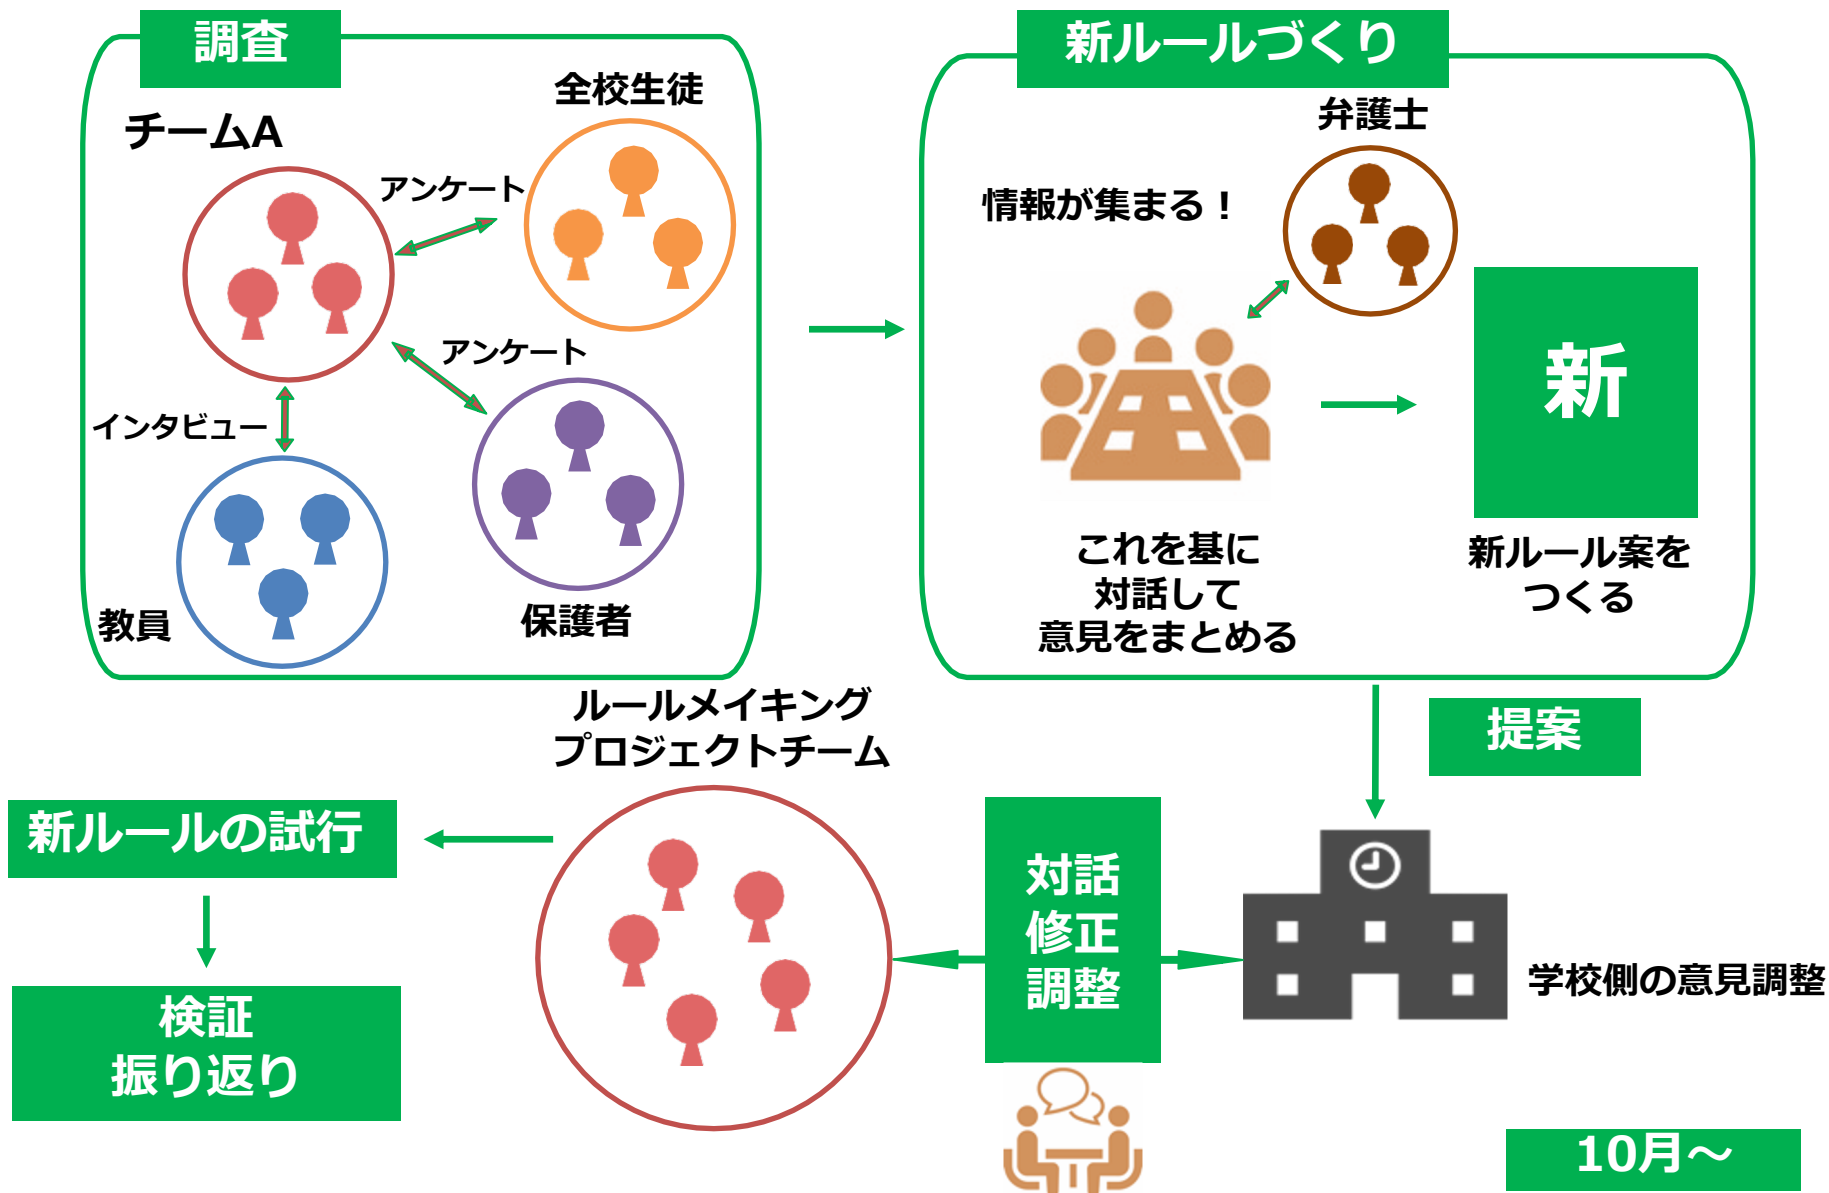 調査
チームA
全校生徒
アンケート
アンケート
インタビュー
教員
保護者
新ルールづくり
弁護士
情報が集まる！
新
これを基に
対話して
意見をまとめる
新ルール案を
つくる
提案
ルールメイキング
プロジェクトチーム
対話
修正
調整
学校側の意見調整
新ルールの試行
検証
振り返り
10月～